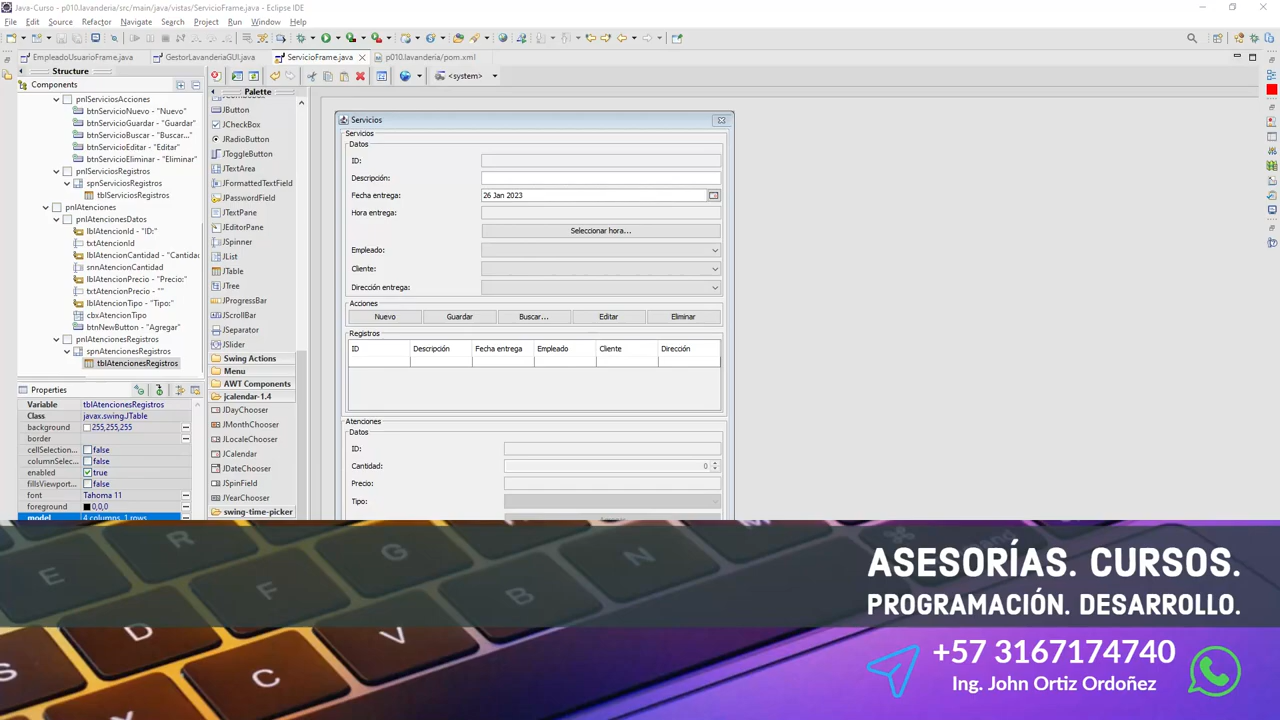 Java-Curso - p010.lavanderia/src/main/java/vistas/ServicioFrame.java - Eclipse IDE
File Edit Source Refactor Navigate Search Project Run Window Help
EmpleadoUsuarioFrame.java GestorLavanderiaGUI.java ServicioFrame.java p010.lavanderia/pom.xml
Structure
Components
pnlServiciosAcciones
btnServicioNuevo - "Nuevo"
btnServicioGuardar - "Guardar"
btnServicioBuscar - "Buscar..."
btnServicioEditar - "Editar"
btnServicioEliminar - "Eliminar"
pnlServiciosRegistros
spnServiciosRegistros
tblServiciosRegistros
pnlAtenciones
pnlAtencionesDatos
lblAtencionId - "ID:"
txtAtencionId
lblAtencionCantidad - "Cantidad
snnAtencionCantidad
lblAtencionPrecio - "Precio:"
txtAtencionPrecio - ""
lblAtencionTipo - "Tipo:"
cbxAtencionTipo
btnNewButton - "Agregar"
pnlAtencionesRegistros
spnAtencionesRegistros
tblAtencionesRegistros
Properties
Variable tblAtencionesRegistros
Class javax.swing.JTable
background 255,255,255
border
cellSelection... false
columnSelec... false
enabled true
fillsViewport... false
font Tahoma 11
foreground 0,0,0
model 4 columns, 1 rows
Palette
JButton
JCheckBox
JRadioButton
JToggleButton
JTextArea
JFormattedTextField
JPasswordField
JTextPane
JEditorPane
JSpinner
JList
JTable
JTree
JProgressBar
JScrollBar
JSeparator
JSlider
Swing Actions
Menu
AWT Components
jcalendar-1.4
JDayChooser
JMonthChooser
JLocaleChooser
JCalendar
JDateChooser
JSpinField
JYearChooser
swing-time-picker
<system>
Servicios
Servicios
Datos
ID:
Descripción:
Fecha entrega: 26 Jan 2023
Hora entrega:
Seleccionar hora...
Empleado:
Cliente:
Dirección entrega:
Acciones
Nuevo Guardar Buscar... Editar Eliminar
Registros
ID Descripción Fecha entrega Empleado Cliente Dirección
Atenciones
Datos
ID:
Cantidad: 0
Precio:
Tipo:
ASESORÍAS. CURSOS.
PROGRAMACIÓN. DESARROLLO.
+57 3167174740
Ing. John Ortiz Ordoñez